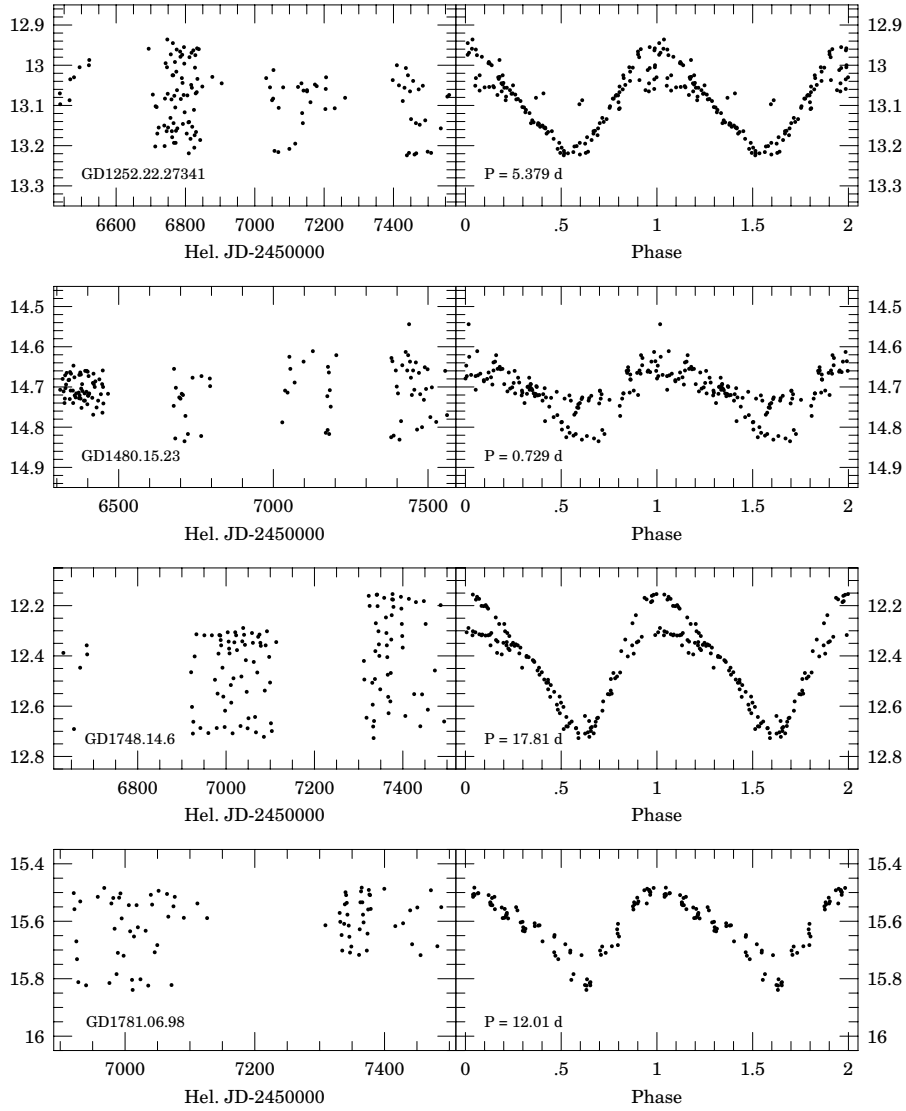 12.9
13
13.1
13.2
13.3
GD1252.22.27341
6600 6800 7000 7200 7400
Hel. JD-2450000
P = 5.379 d
0 .5 1 1.5 2
Phase
12.9
13
13.1
13.2
13.3
14.5
14.6
14.7
14.8
14.9
GD1480.15.23
6500 7000 7500
Hel. JD-2450000
P = 0.729 d
0 .5 1 1.5 2
Phase
14.5
14.6
14.7
14.8
14.9
12.2
12.4
12.6
12.8
GD1748.14.6
6800 7000 7200 7400
Hel. JD-2450000
P = 17.81 d
0 .5 1 1.5 2
Phase
12.2
12.4
12.6
12.8
15.4
15.6
15.8
16
GD1781.06.98
7000 7200 7400
Hel. JD-2450000
P = 12.01 d
0 .5 1 1.5 2
Phase
15.4
15.6
15.8
16